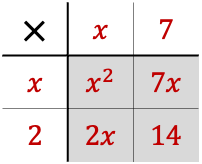 × x 7
x x² 7x
2 2x 14